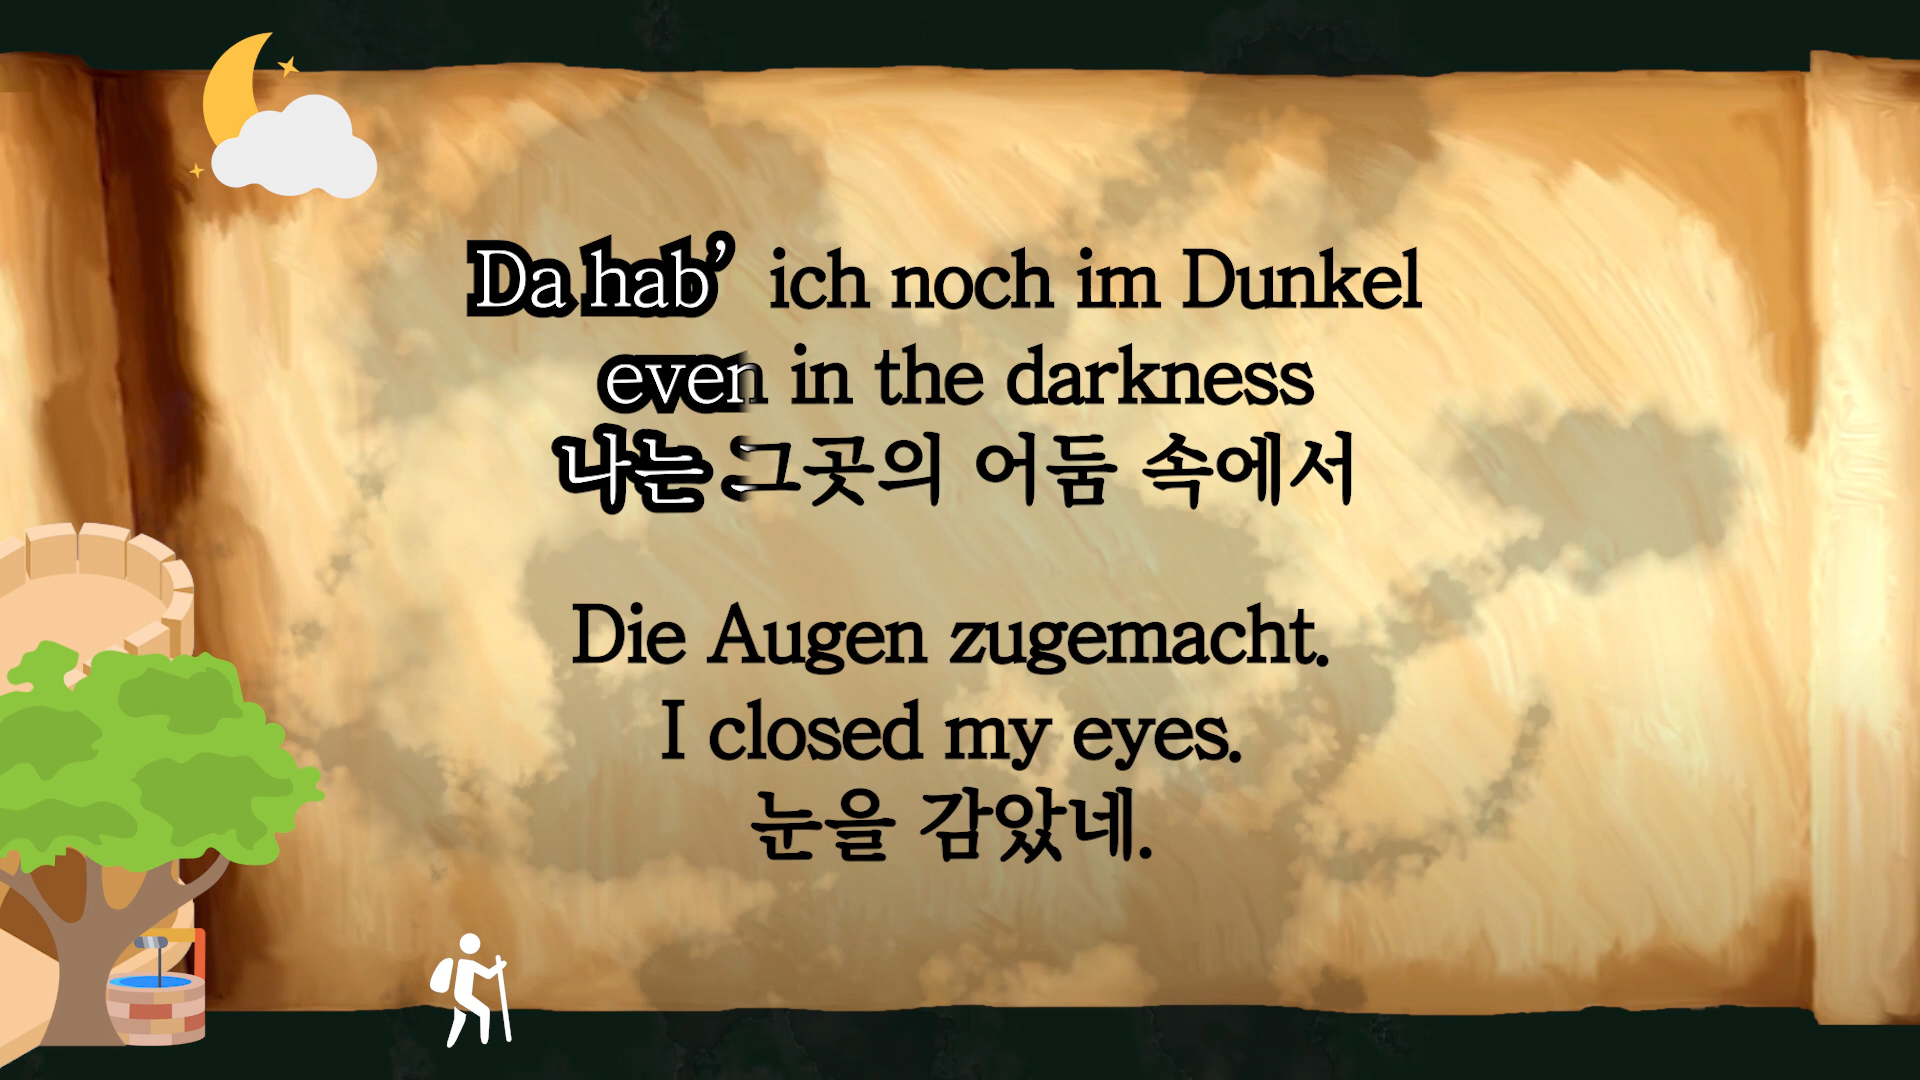 Da hab’ ich noch im Dunkel
even in the darkness
나는 그곳의 어둠 속에서
Die Augen zugemacht.
I closed my eyes.
눈을 감았네.